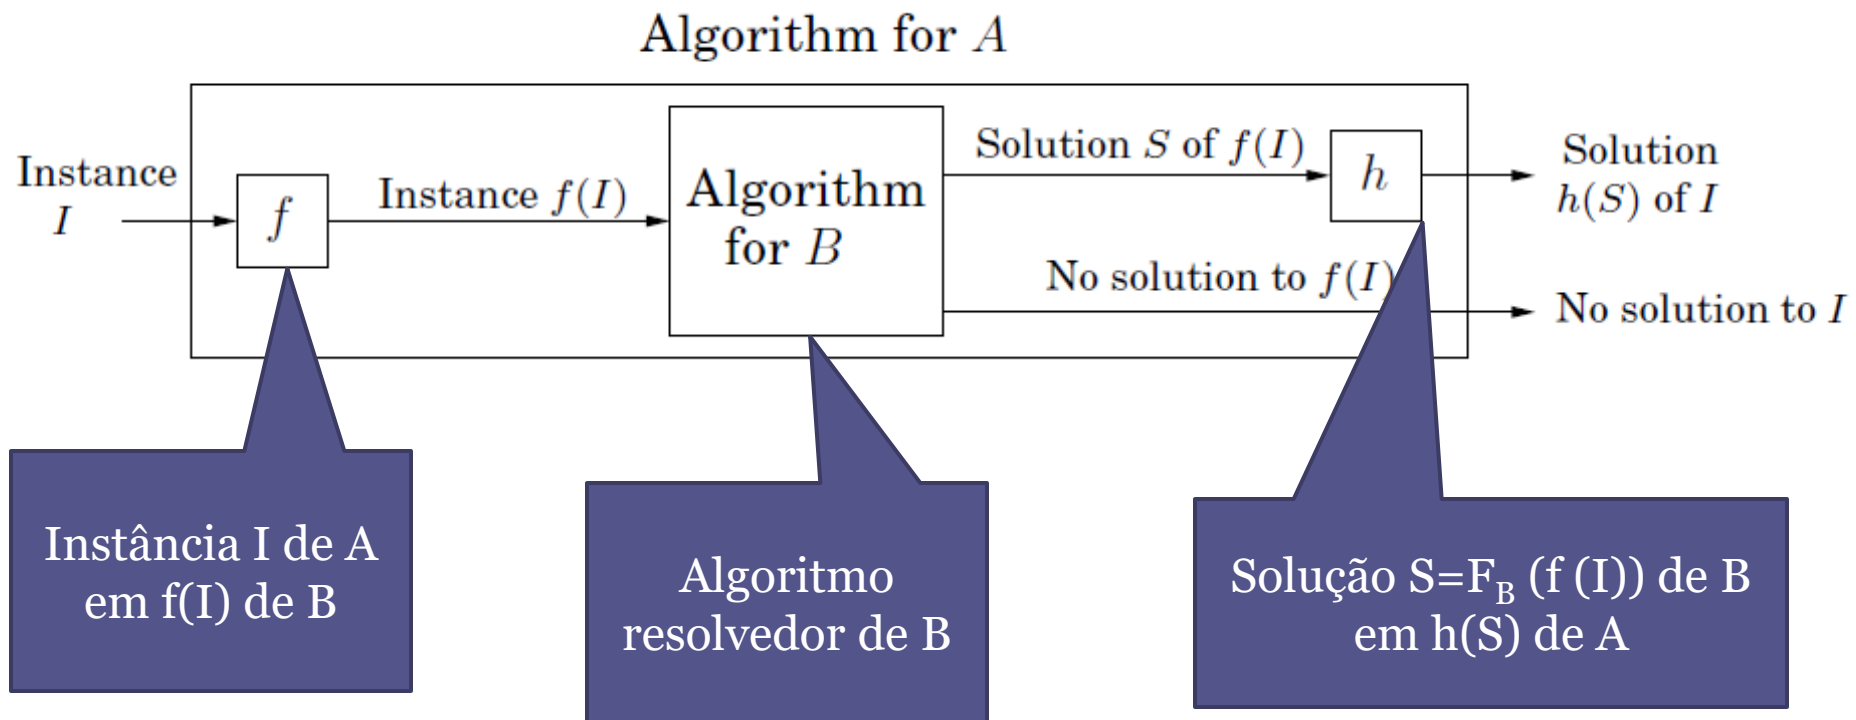 Algorithm for A
Instance
I
f
Instance f(I)
Algorithm
for B
Solution S of f(I)
h
Solution
h(S) of I
No solution to f(I)
No solution to I
Instância I de A
em f(I) de B
Algoritmo
resolvedor de B
Solução S=F_B (f (I)) de B
em h(S) de A